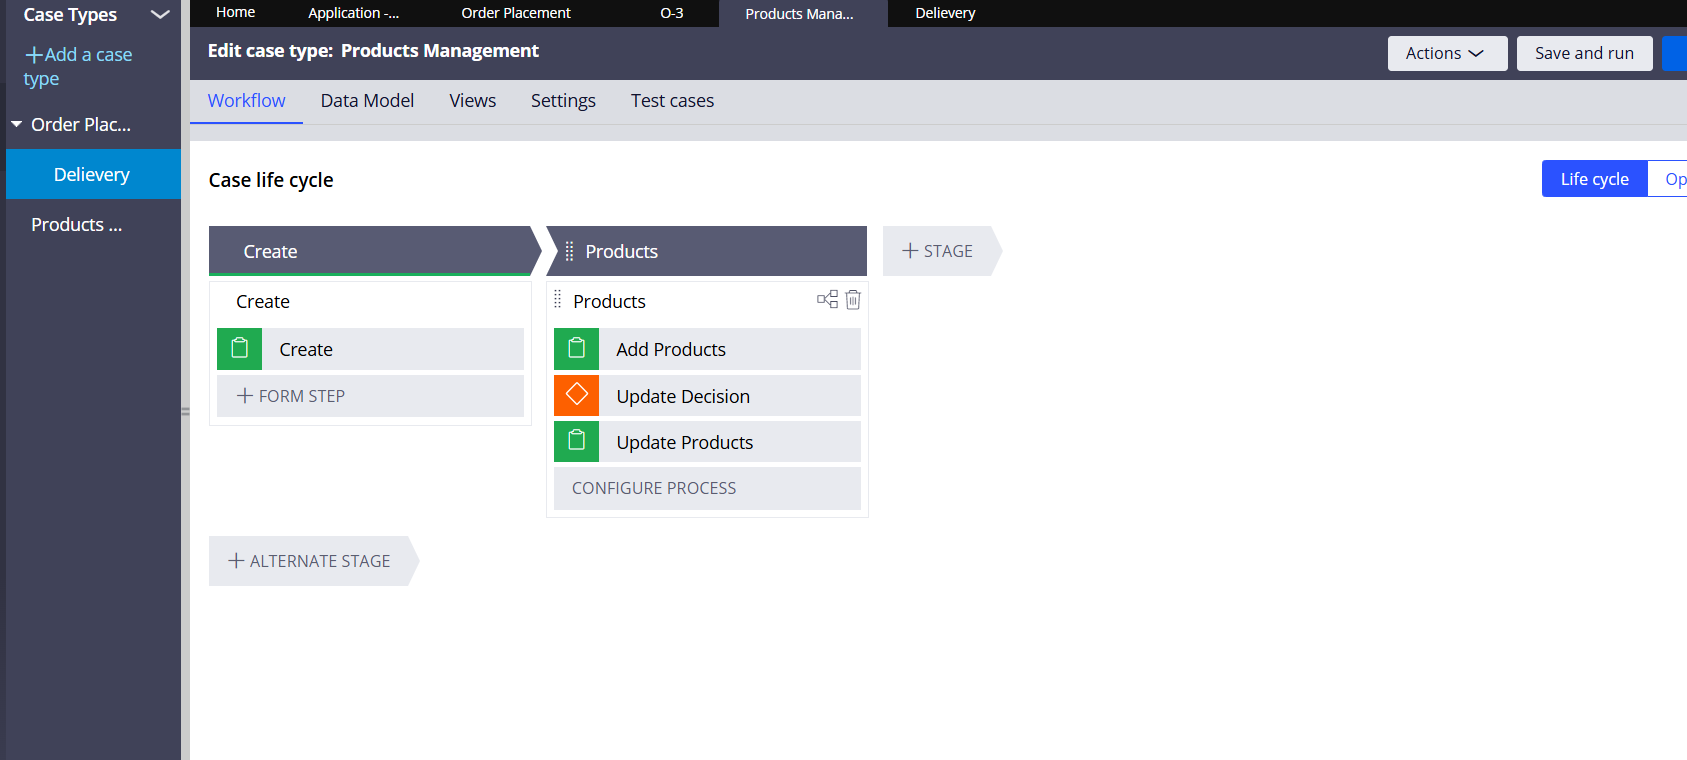 Case Types
+Add a case
type
Order Plac...
Delievery
Products ...
Home
Application -...
Order Placement
O-3
Products Mana...
Delievery
Edit case type: Products Management
Actions
Save and run
Workflow
Data Model
Views
Settings
Test cases
Case life cycle
Life cycle
Op
Create
Products
+ STAGE
Create
Create
+ FORM STEP
Products
Add Products
Update Decision
Update Products
CONFIGURE PROCESS
+ ALTERNATE STAGE